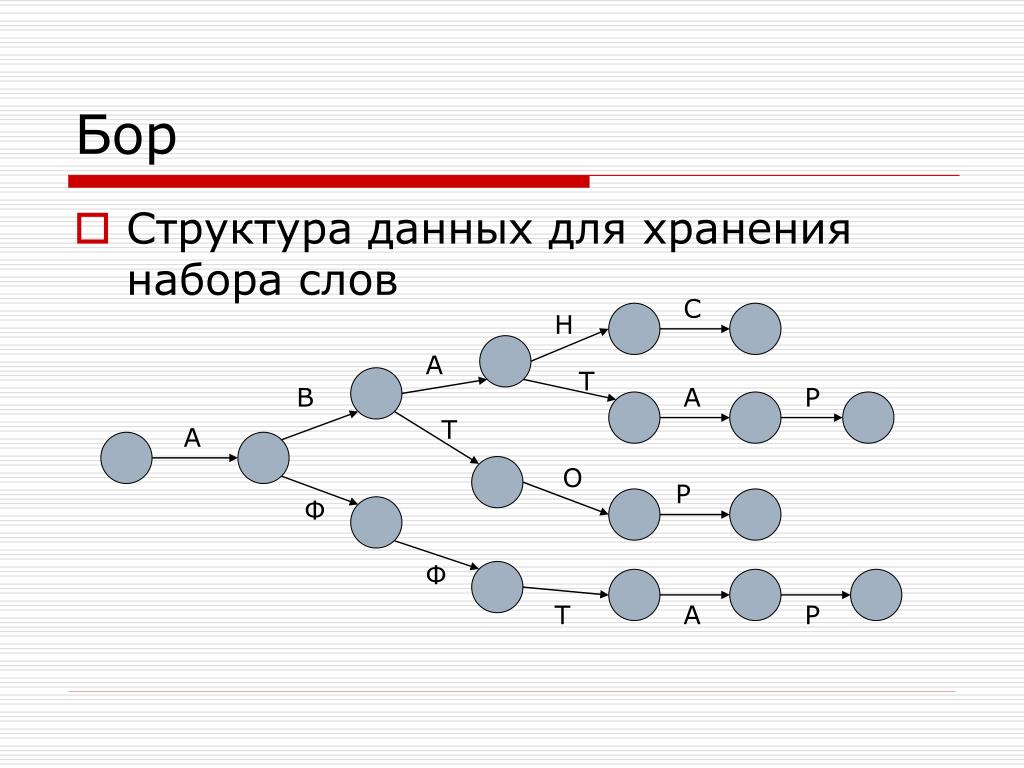 Бор
Структура данных для хранения
набора слов
С
Н
А
Т
В
А
Р
Т
А
О
Р
Ф
Ф
Т
А
Р